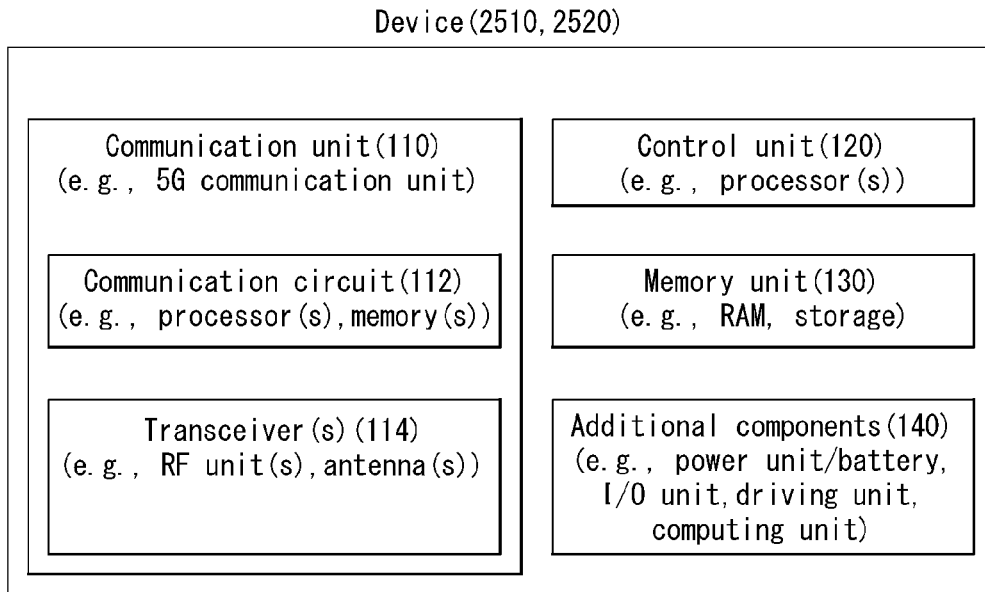 Device(2510,2520)
Communication unit(110)
(e.g., 5G communication unit)
Communication circuit(112)
(e.g., processor(s),memory(s))
Transceiver(s)(114)
(e.g., RF unit(s),antenna(s))
Control unit(120)
(e.g., processor(s))
Memory unit(130)
(e.g., RAM, storage)
Additional components(140)
(e.g., power unit/battery,
I/O unit,driving unit,
computing unit)